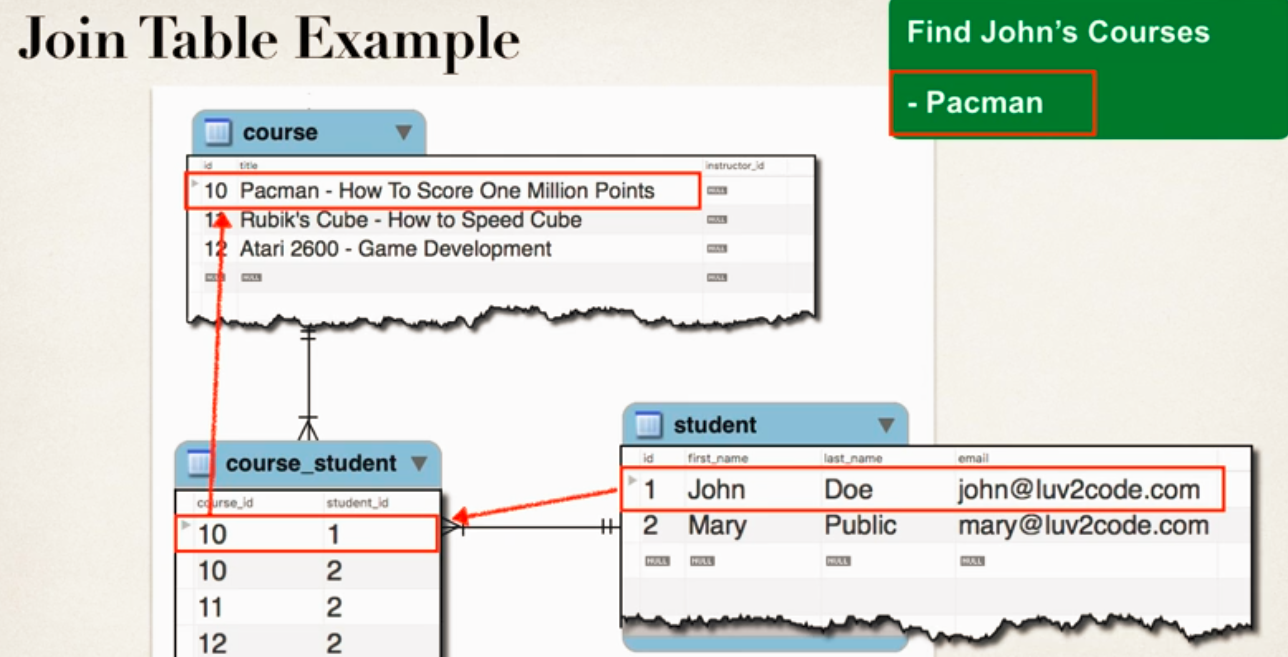 Join Table Example
Find John's Courses
- Pacman
course
id title instructor_id
10 Pacman - How To Score One Million Points NULL
11 Rubik's Cube - How to Speed Cube NULL
12 Atari 2600 - Game Development NULL
NULL NULL NULL
student
id first_name last_name email
1 John Doe john@luv2code.com
2 Mary Public mary@luv2code.com
NULL NULL NULL NULL
course_student
course_id student_id
10 1
10 2
11 2
12 2